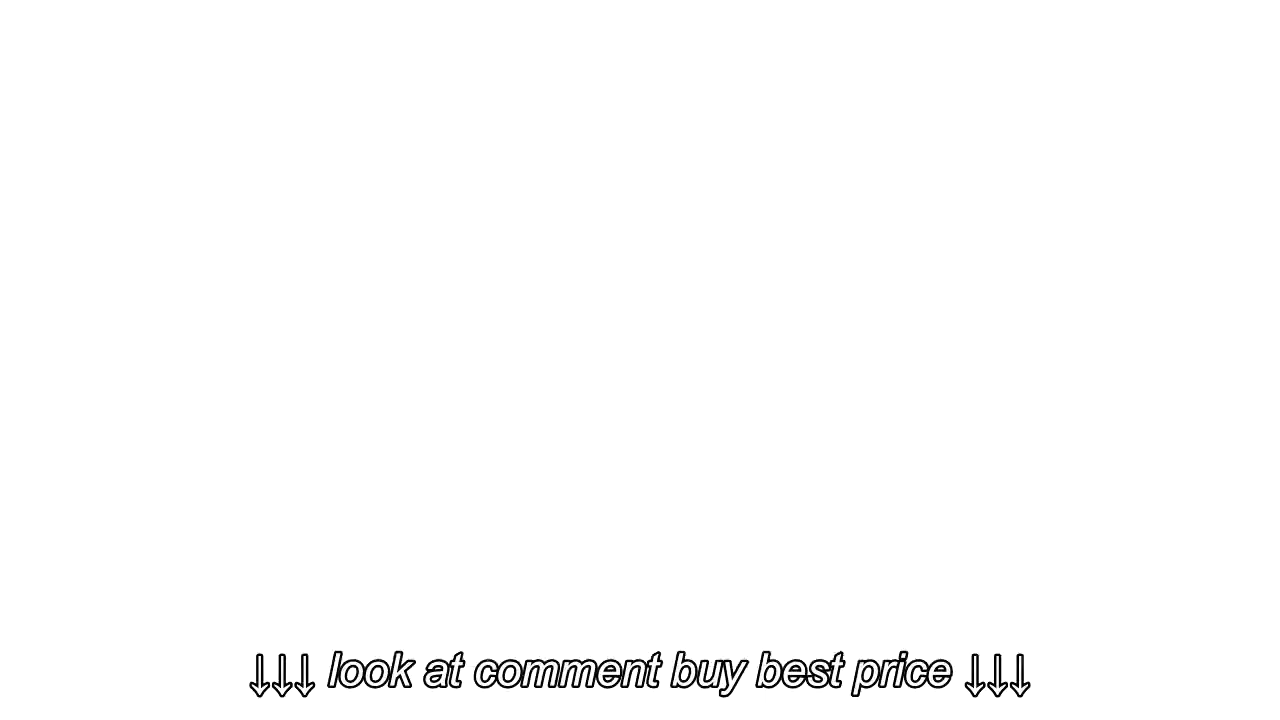 ↓↓↓ look at comment buy best price ↓↓↓